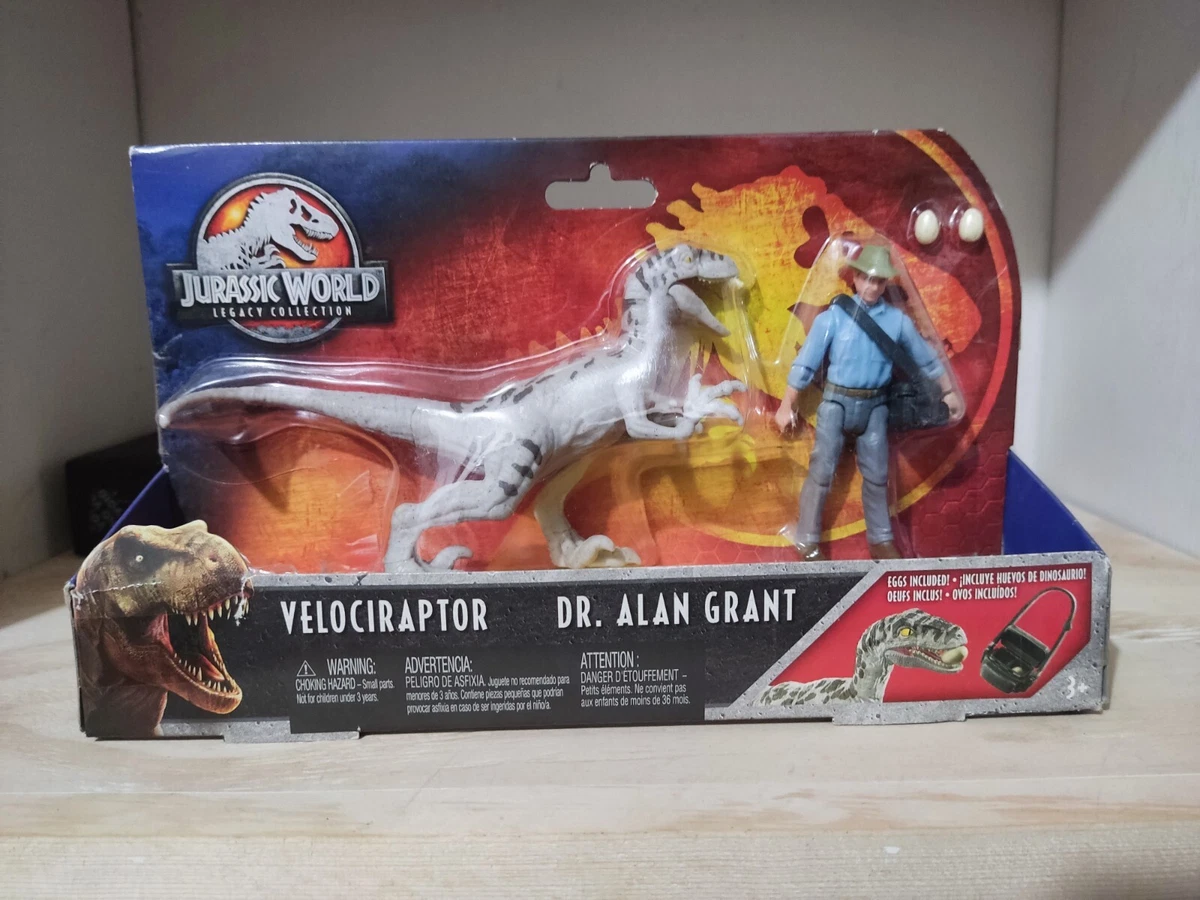 JURASSIC WORLD
LEGACY COLLECTION
VELOCIRAPTOR
DR. ALAN GRANT
EGGS INCLUDED! • ¡INCLUYE HUEVOS DE DINOSAURIO!
OEUFS INCLUS! • OVOS INCLUÍDOS!
WARNING:
CHOKING HAZARD – Small parts.
Not for children under 3 years.
ADVERTENCIA:
PELIGRO DE ASFIXIA. Juguete no recomendado para
menores de 3 años. Contiene piezas pequeñas que podrían
provocar asfixia en caso de ser ingeridas por el niño/a.
ATTENTION :
DANGER D'ÉTOUFFEMENT –
Petits éléments. Ne convient pas
aux enfants de moins de 36 mois.
3+